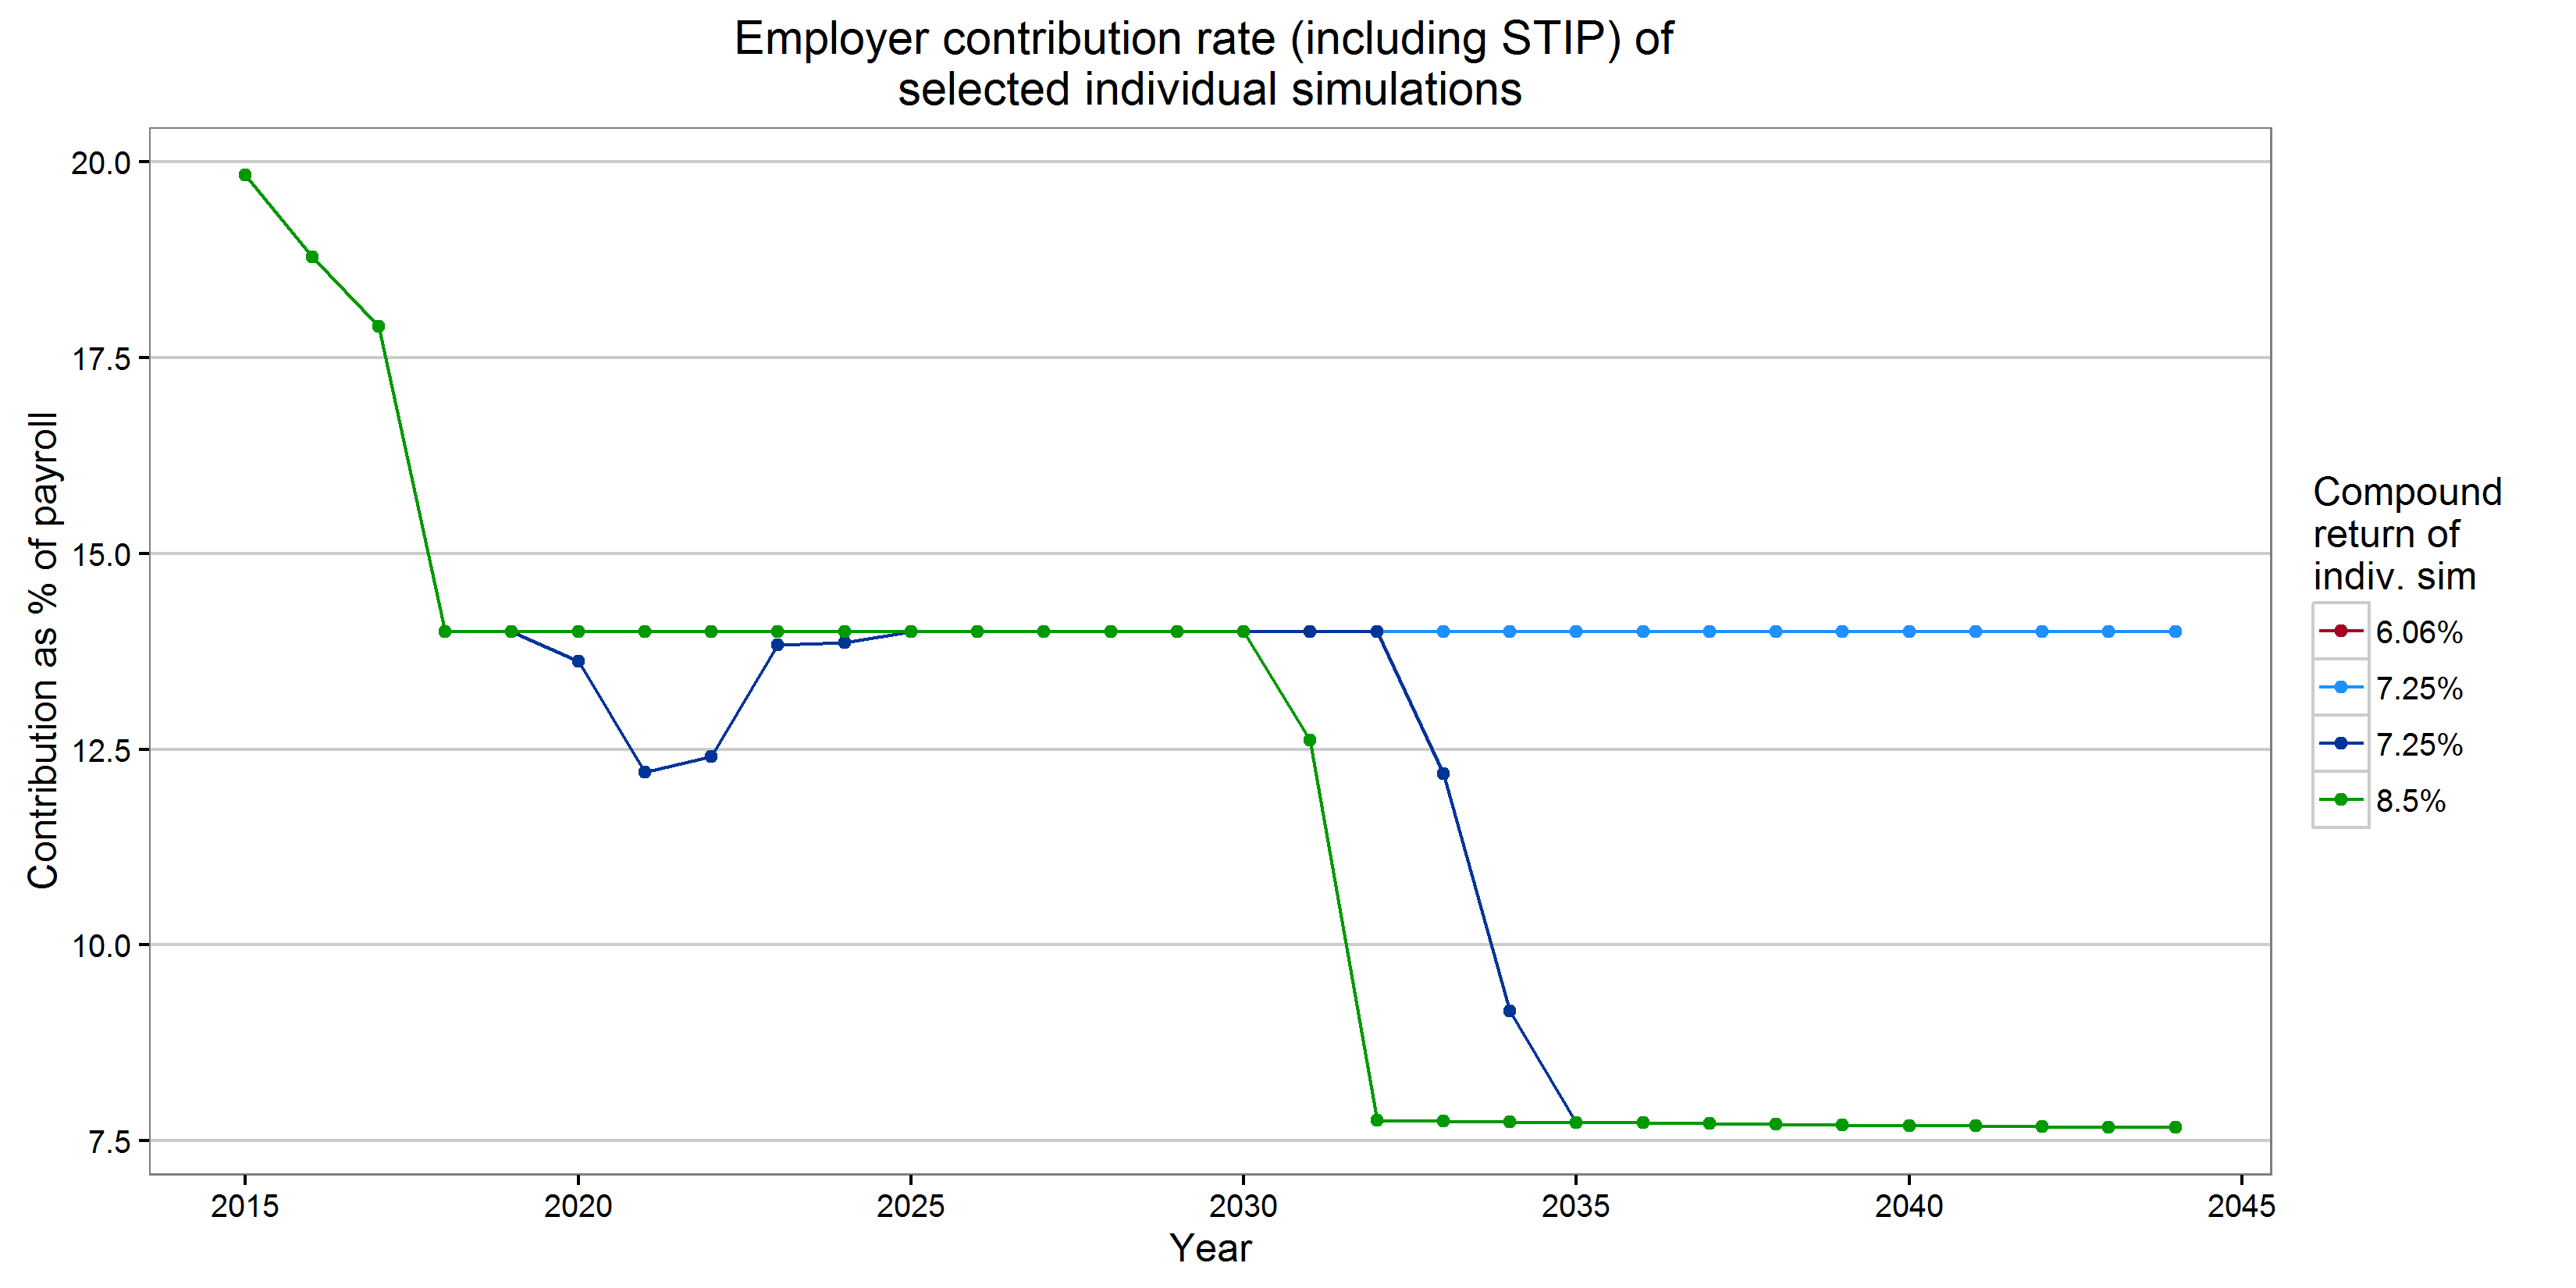 Employer contribution rate (including STIP) of
selected individual simulations
Contribution as % of payroll
20.0
17.5
15.0
12.5
10.0
7.5
2015
2020
2025
2030
2035
2040
2045
Year
Compound
return of
indiv. sim
6.06%
7.25%
7.25%
8.5%